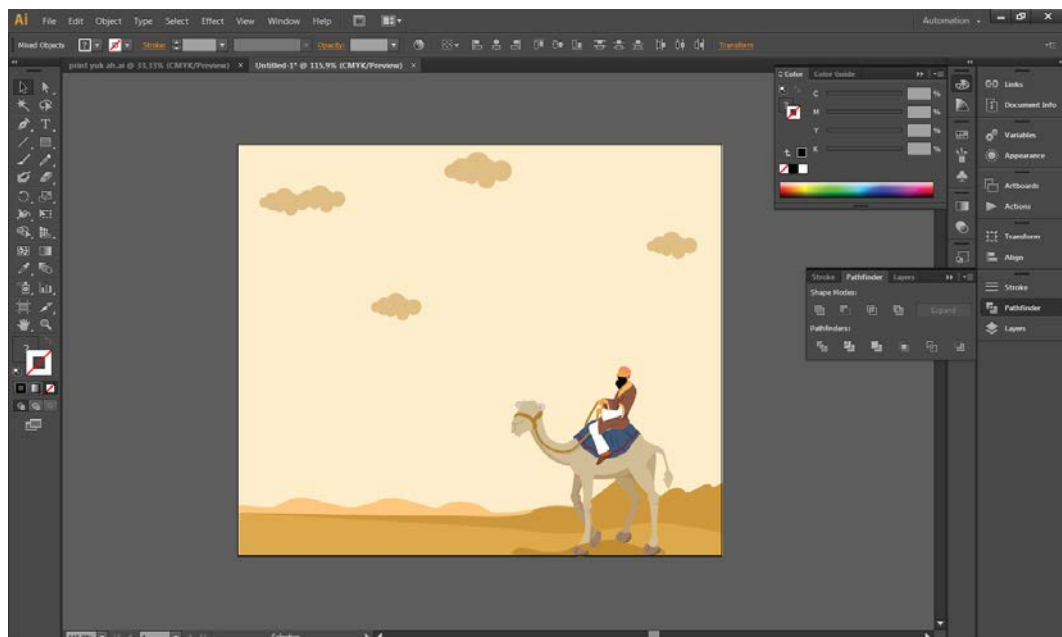 Ai File Edit Object Type Select Effect View Window Help Automation
Mixed Objects ? Stroke: Opacity: Transform
print yuk ah.ai @ 33,33% (CMYK/Preview) × Untitled-1* @ 115,9% (CMYK/Preview) ×
Color Color Guide
C %
M %
Y %
K %
Links
Document Info
Variables
Appearance
Artboards
Actions
Transform
Align
Stroke
Pathfinder
Layers
Stroke Pathfinder Layers
Shape Modes:
Expand
Pathfinders:
?
Selection